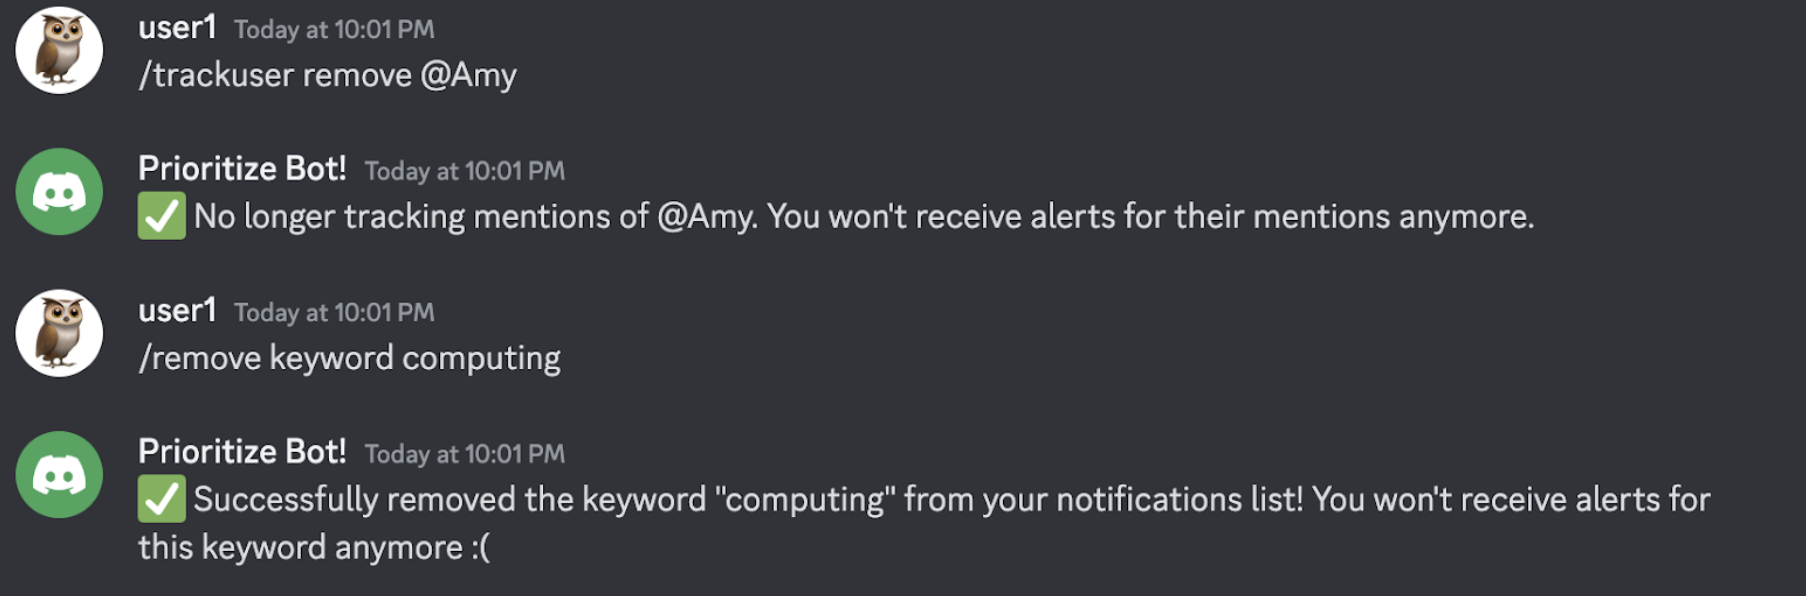 user1 Today at 10:01 PM
/trackuser remove @Amy
Prioritize Bot! Today at 10:01 PM
✅ No longer tracking mentions of @Amy. You won't receive alerts for their mentions anymore.
user1 Today at 10:01 PM
/remove keyword computing
Prioritize Bot! Today at 10:01 PM
✅ Successfully removed the keyword "computing" from your notifications list! You won't receive alerts for
this keyword anymore :(